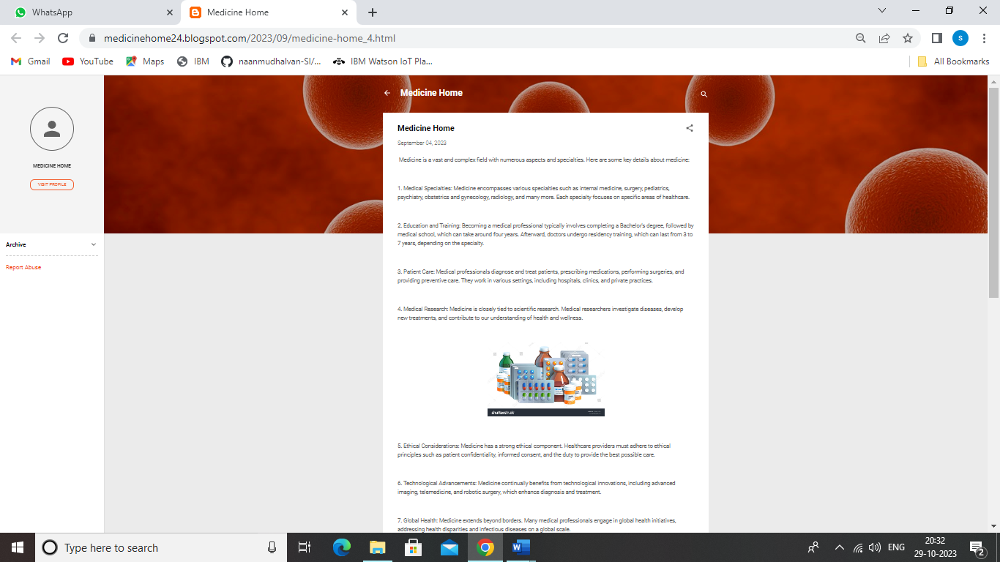 WhatsApp
Medicine Home
medicinehome24.blogspot.com/2023/09/medicine-home_4.html
S
Gmail
YouTube
Maps
IBM
naanmudhalvan-SI/...
IBM Watson IoT Pla...
All Bookmarks
Medicine Home
MEDICINE HOME
VISIT PROFILE
Archive
Report Abuse
Medicine Home
September 04, 2023
Medicine is a vast and complex field with numerous aspects and specialties. Here are some key details about medicine:
1. Medical Specialties: Medicine encompasses various specialties such as internal medicine, surgery, pediatrics,
psychiatry, obstetrics and gynecology, radiology, and many more. Each specialty focuses on specific areas of healthcare.
2. Education and Training: Becoming a medical professional typically involves completing a Bachelor's degree, followed by
medical school, which can take around four years. Afterward, doctors undergo residency training, which can last from 3 to
7 years, depending on the specialty.
3. Patient Care: Medical professionals diagnose and treat patients, prescribing medications, performing surgeries, and
providing preventive care. They work in various settings, including hospitals, clinics, and private practices.
4. Medical Research: Medicine is closely tied to scientific research. Medical researchers investigate diseases, develop
new treatments, and contribute to our understanding of health and wellness.
shutterstock
5. Ethical Considerations: Medicine has a strong ethical component. Healthcare providers must adhere to ethical
principles such as patient confidentiality, informed consent, and the duty to provide the best possible care.
6. Technological Advancements: Medicine continually benefits from technological innovations, including advanced
imaging, telemedicine, and robotic surgery, which enhance diagnosis and treatment.
7. Global Health: Medicine extends beyond borders. Many medical professionals engage in global health initiatives,
addressing health disparities and infectious diseases on a global scale.
Type here to search
ENG
20:32
29-10-2023
2